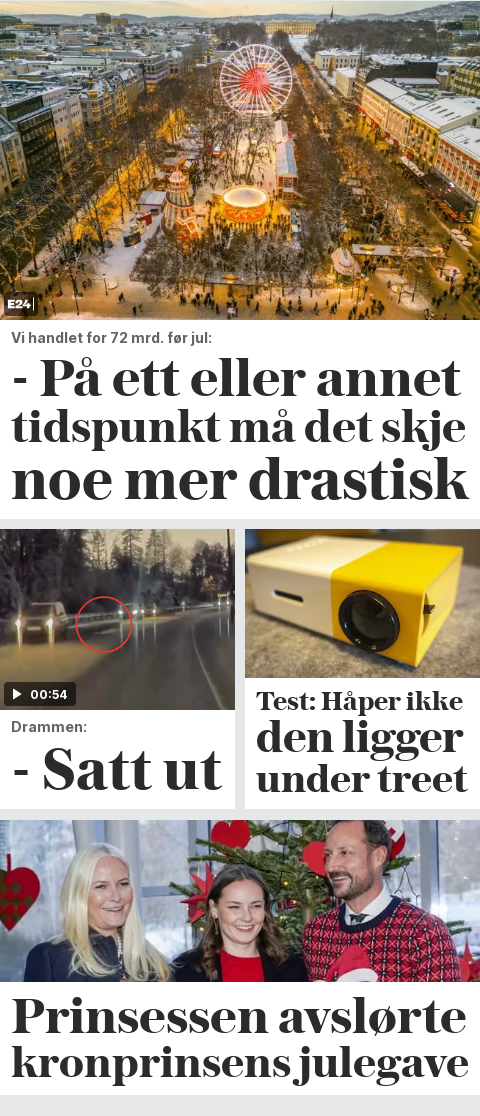 E24
Vi handlet for 72 mrd. før jul:
- På ett eller annet
tidspunkt må det skje
noe mer drastisk
00:54
Drammen:
- Satt ut
Test: Håper ikke
den ligger
under treet
Prinsessen avslørte
kronprinsens julegave